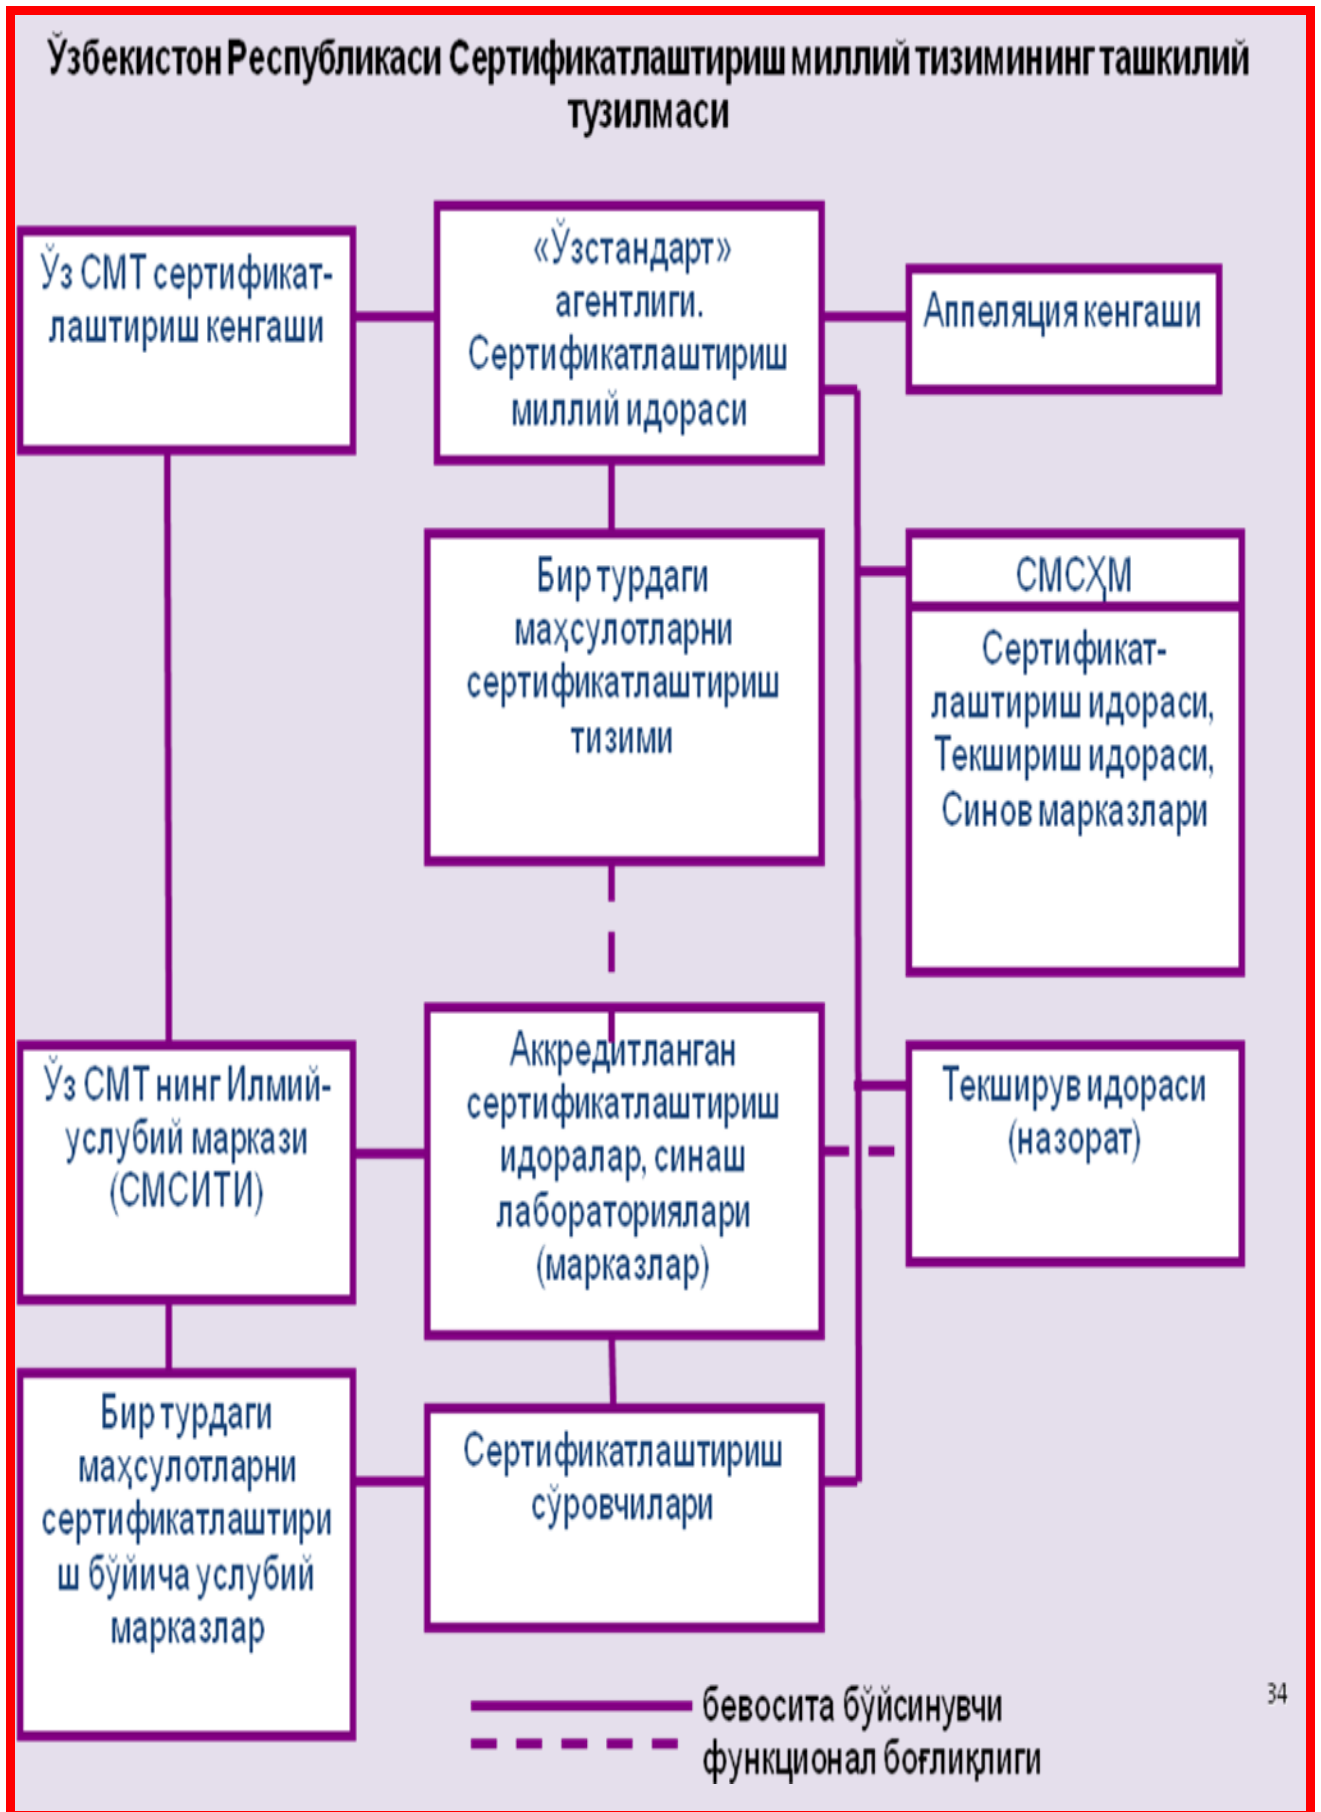 Ўзбекистон Республикаси Сертификатлаштириш миллий тизимининг ташкилий
тузилмаси
Ўз СМТ сертификат-
лаштириш кенгаши
«Ўзстандарт»
агентлиги.
Сертификатлаштириш
миллий идораси
Аппеляция кенгаши
Бир турдаги
маҳсулотларни
сертификатлаштириш
тизими
СМСҲМ
Сертификат-
лаштириш идораси,
Текшириш идораси,
Синов марказлари
Ўз СМТ нинг Илмий-
услубий маркази
(СМСИТИ)
Аккредитланган
сертификатлаштириш
идоралар, синаш
лабораториялари
(марказлар)
Текширув идораси
(назорат)
Бир турдаги
маҳсулотларни
сертификатлаштири
ш бўйича услубий
марказлар
Сертификатлаштириш
сўровчилари
бевосита бўйсинувчи
функционал боғлиқлиги
34